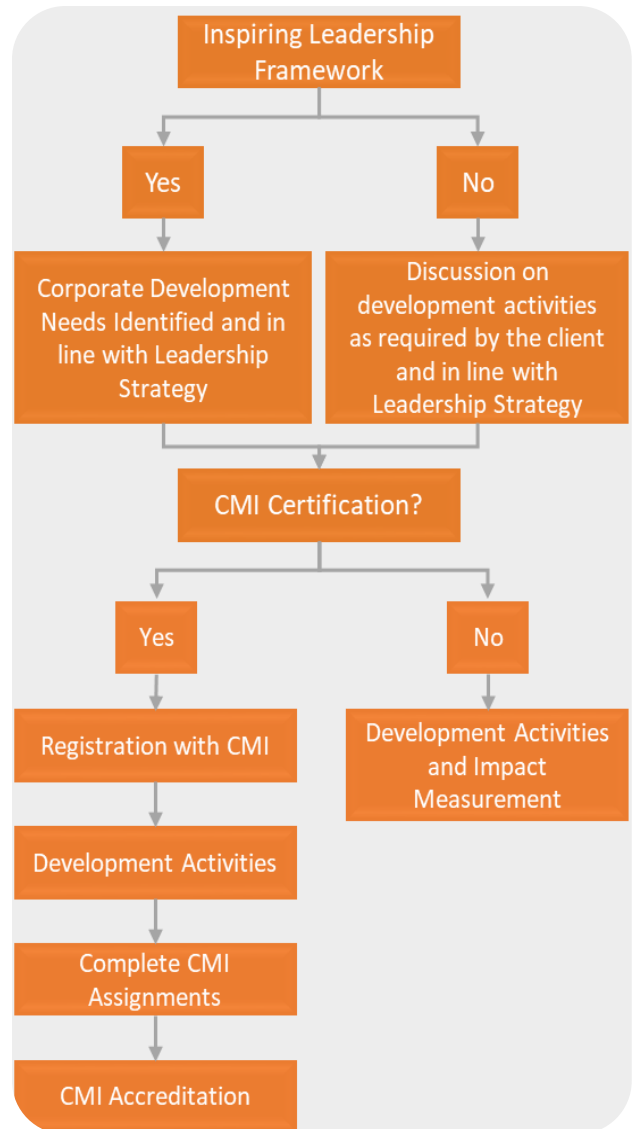 Inspiring Leadership
Framework
Yes
No
Corporate Development
Needs Identified and in
line with Leadership
Strategy
Discussion on
development activities
as required by the client
and in line with
Leadership Strategy
CMI Certification?
Yes
No
Registration with CMI
Development Activities
and Impact
Measurement
Development Activities
Complete CMI
Assignments
CMI Accreditation